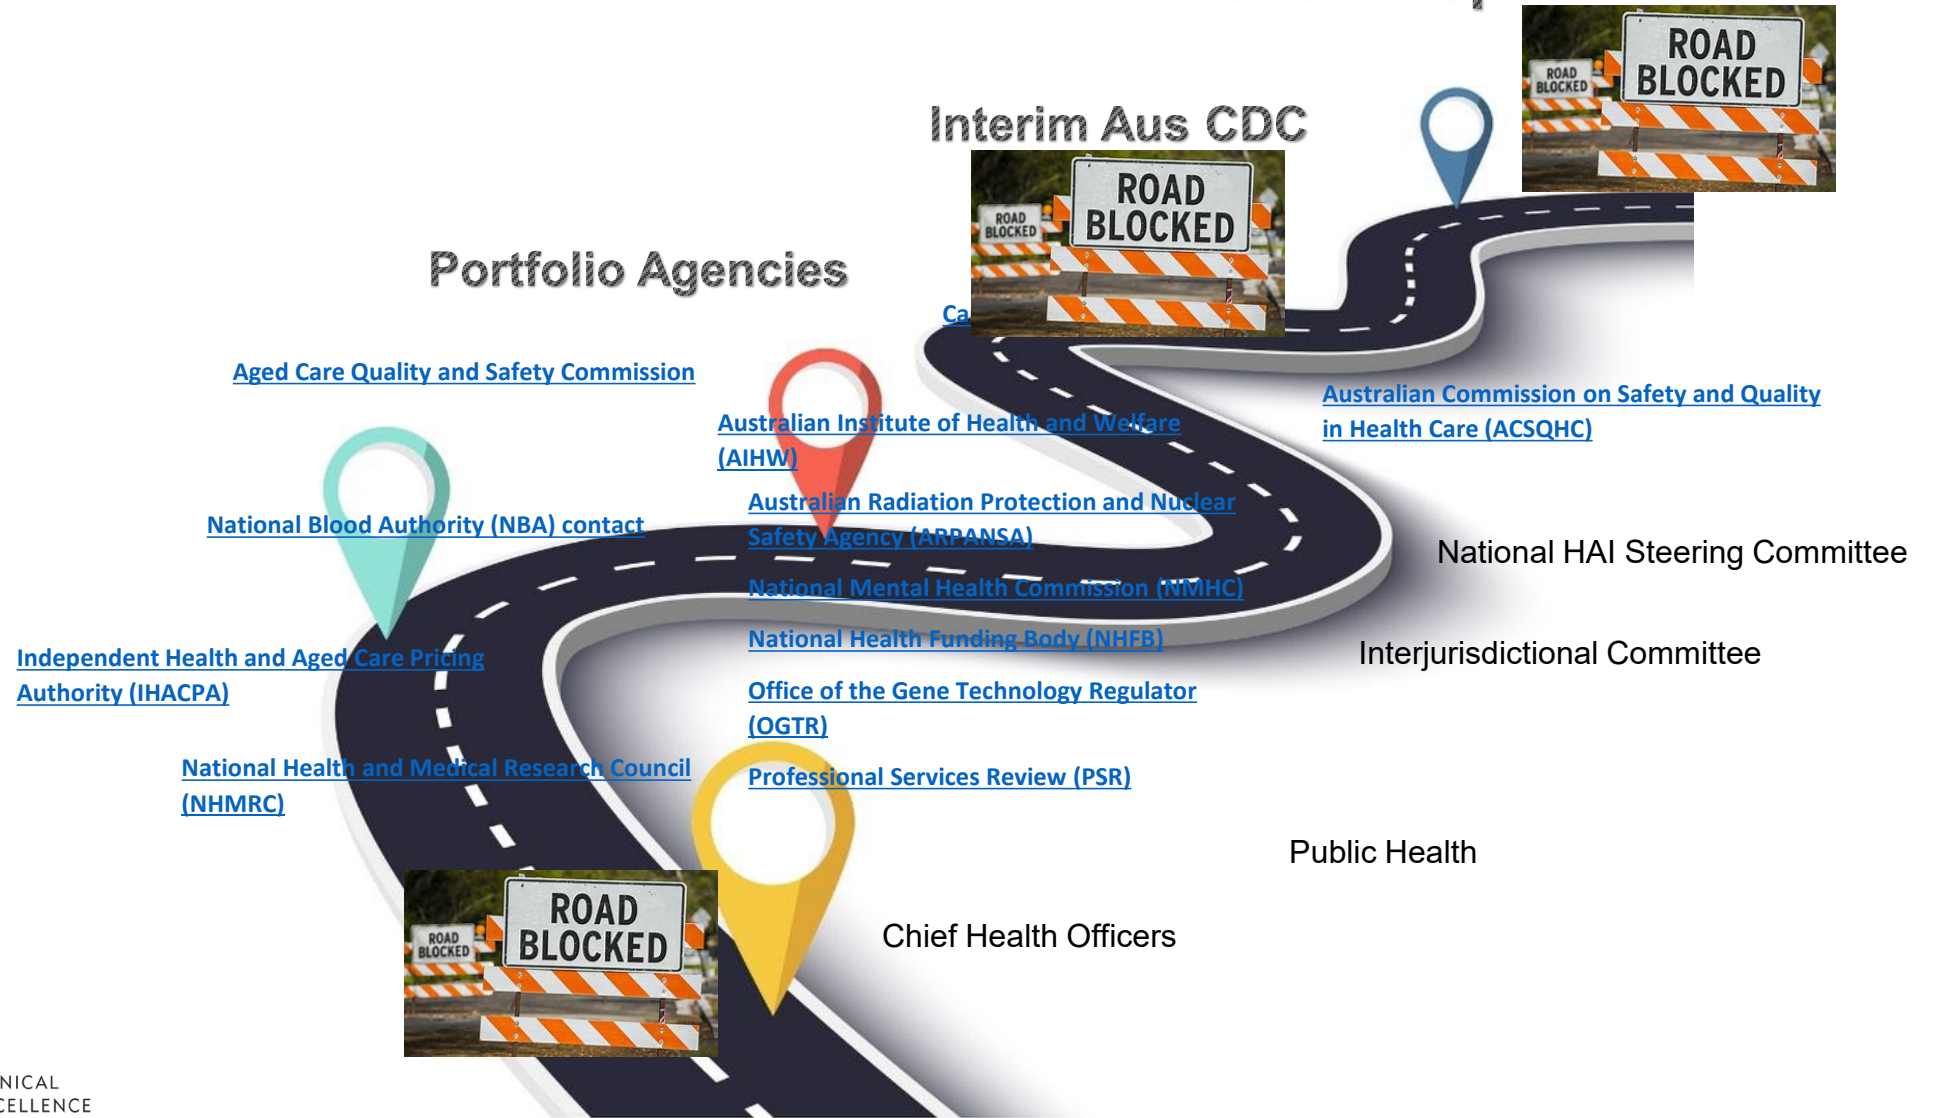 ROAD
BLOCKED
ROAD
BLOCKED
Interim Aus CDC
ROAD
BLOCKED
ROAD
BLOCKED
Portfolio Agencies
Ca
Aged Care Quality and Safety Commission
Australian Commission on Safety and Quality
in Health Care (ACSQHC)
Australian Institute of Health and Welfare
(AIHW)
National Blood Authority (NBA) contact
Australian Radiation Protection and Nuclear
Safety Agency (ARPANSA)
National HAI Steering Committee
National Mental Health Commission (NMHC)
National Health Funding Body (NHFB)
Interjurisdictional Committee
Independent Health and Aged Care Pricing
Authority (IHACPA)
Office of the Gene Technology Regulator
(OGTR)
National Health and Medical Research Council
(NHMRC)
Professional Services Review (PSR)
Public Health
Chief Health Officers
ROAD
BLOCKED
ROAD
BLOCKED
NICAL
CELLENCE